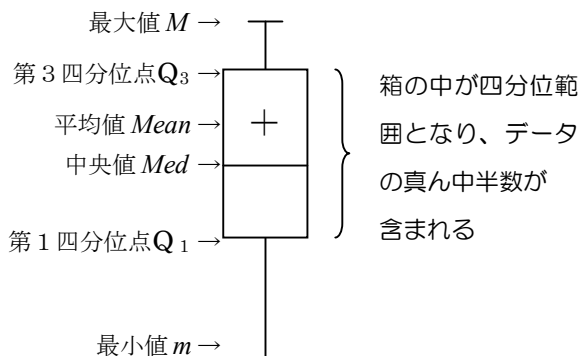 最大値 M →
第３四分位点Q3→
平均値 Mean→
中央値 Med→
第１四分位点Q1→
最小値 m →
箱の中が四分位範
囲となり、データ
の真ん中半数が
含まれる